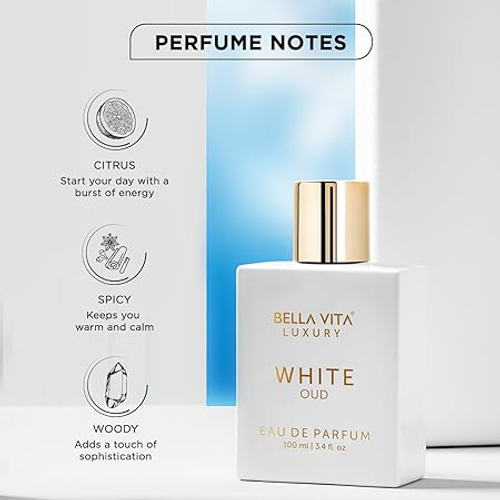 PERFUME NOTES
CITRUS
Start your day with a
burst of energy
SPICY
Keeps you
warm and calm
WOODY
Adds a touch of
sophistication
BELLA VITA®
LUXURY
WHITE
OUD
EAU DE PARFUM
100 ml | 3.4 fl. oz